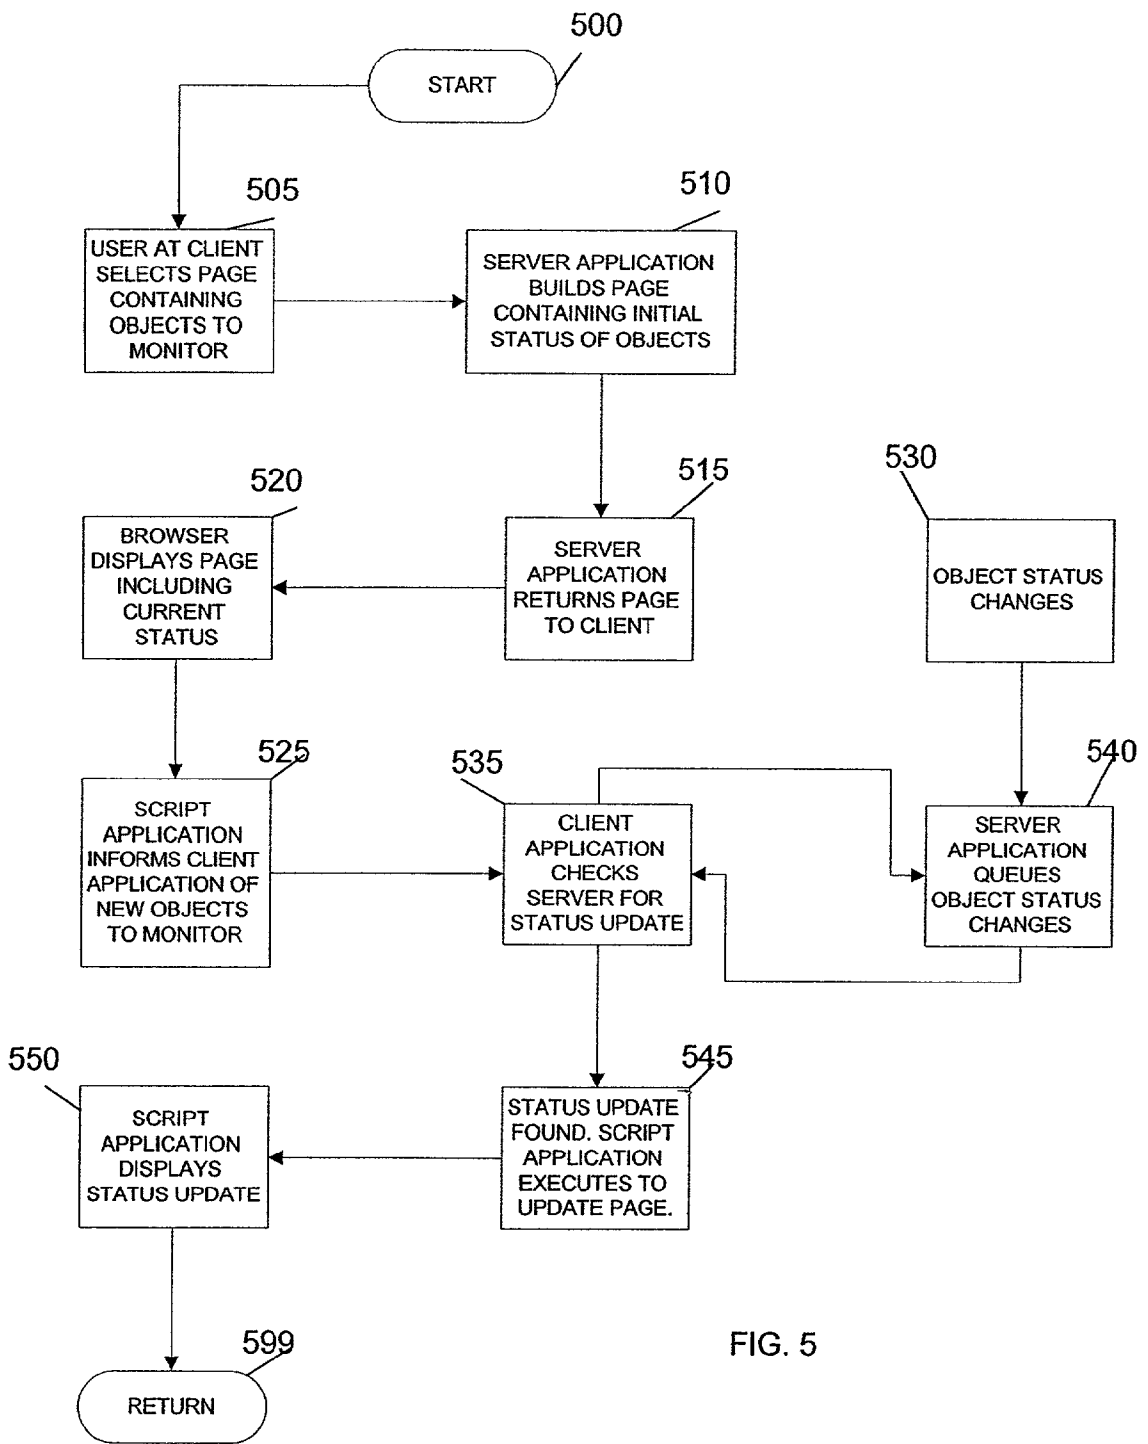 500
START
505
USER AT CLIENT
SELECTS PAGE
CONTAINING
OBJECTS TO
MONITOR
510
SERVER APPLICATION
BUILDS PAGE
CONTAINING INITIAL
STATUS OF OBJECTS
520
BROWSER
DISPLAYS PAGE
INCLUDING
CURRENT
STATUS
515
SERVER
APPLICATION
RETURNS PAGE
TO CLIENT
530
OBJECT STATUS
CHANGES
525
SCRIPT
APPLICATION
INFORMS CLIENT
APPLICATION OF
NEW OBJECTS
TO MONITOR
535
CLIENT
APPLICATION
CHECKS
SERVER FOR
STATUS UPDATE
540
SERVER
APPLICATION
QUEUES
OBJECT STATUS
CHANGES
550
SCRIPT
APPLICATION
DISPLAYS
STATUS UPDATE
545
STATUS UPDATE
FOUND. SCRIPT
APPLICATION
EXECUTES TO
UPDATE PAGE.
599
RETURN
FIG. 5